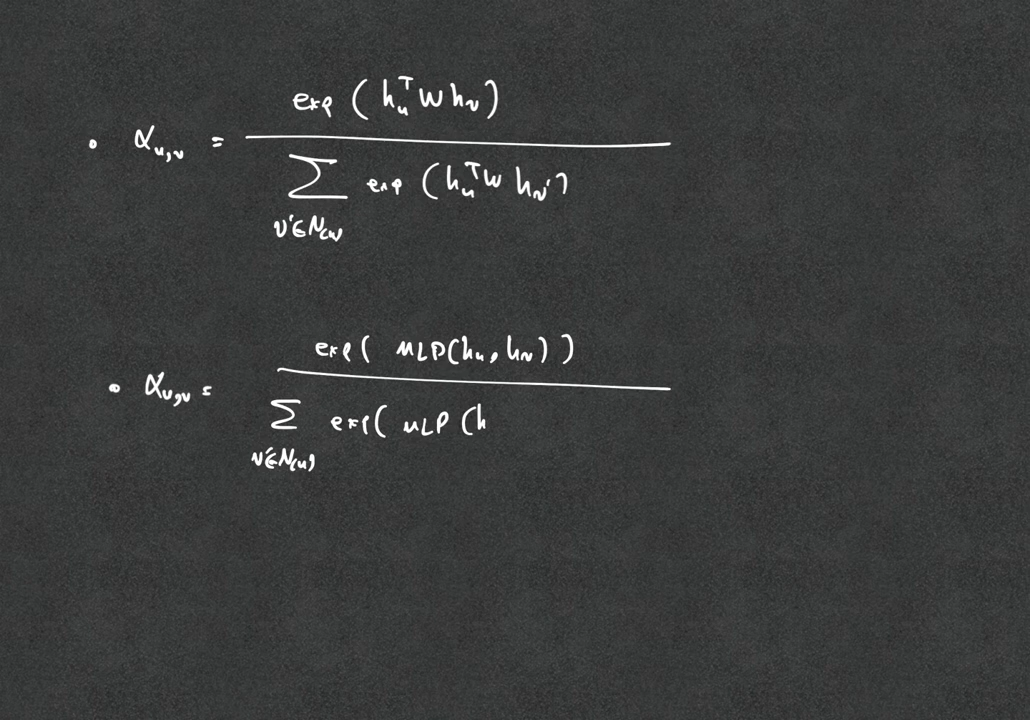 • α_{u,v} = exp (h_u^T W h_v) / ∑_{v'∈N(u)} exp (h_u^T W h_{v'})
• α_{u,v} = exp( MLP(h_u, h_v) ) / ∑_{v'∈N(u)} exp( MLP (h